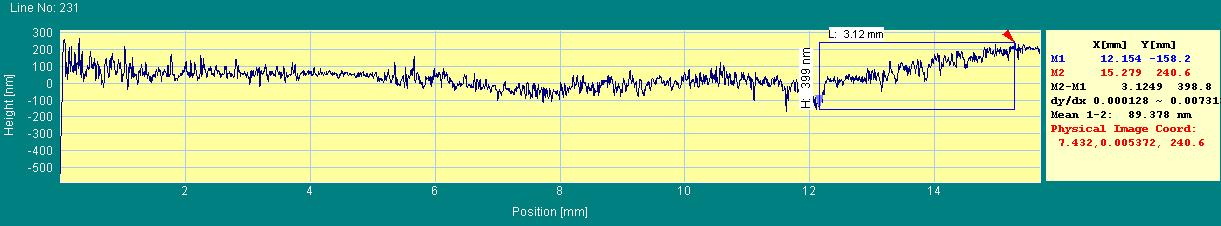 Line No: 231
L: 3.12 mm
H: 399 nm
Height [nm]
300
200
100
0
-100
-200
-300
-400
-500
2 4 6 8 10 12 14
Position [mm]
X[mm] Y[nm]
M1 12.154 -158.2
M2 15.279 240.6
M2-M1 3.1249 398.8
dy/dx 0.000128 ~ 0.00731
Mean 1-2: 89.378 nm
Physical Image Coord:
7.432,0.005372, 240.6